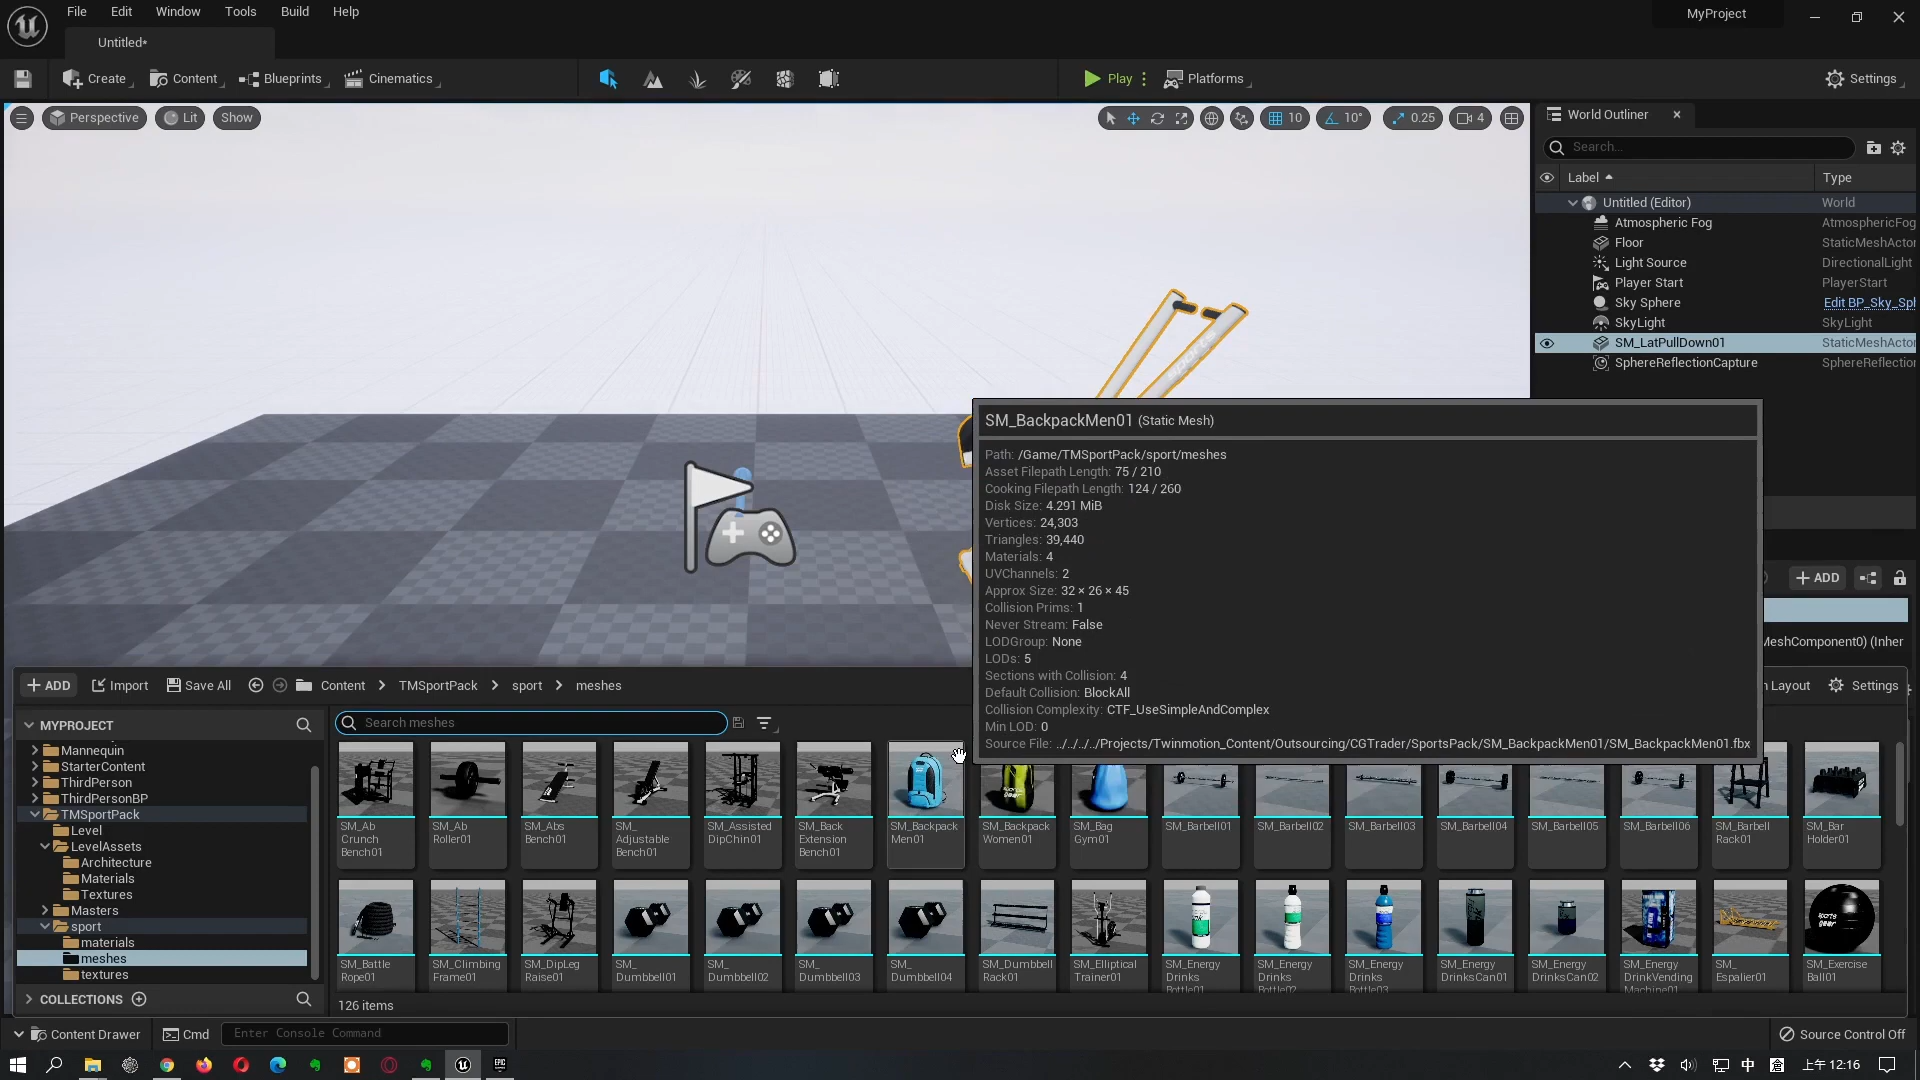 File Edit Window Tools Build Help
MyProject
Untitled*
Create Content Blueprints Cinematics Play Platforms Settings
Perspective Lit Show 10 10° 0.25 4
World Outliner
Search...
Label Type
Untitled (Editor) World
Atmospheric Fog AtmosphericFog
Floor StaticMeshActor
Light Source DirectionalLight
Player Start PlayerStart
Sky Sphere Edit BP_Sky_Sph
SkyLight SkyLight
SM_LatPullDown01 StaticMeshActor
SphereReflectionCapture SphereReflection
SM_BackpackMen01 (Static Mesh)
Path: /Game/TMSportPack/sport/meshes
Asset Filepath Length: 75 / 210
Cooking Filepath Length: 124 / 260
Disk Size: 4.291 MiB
Vertices: 24,303
Triangles: 39,440
Materials: 4
UVChannels: 2
Approx Size: 32 × 26 × 45
Collision Prims: 1
Never Stream: False
LODGroup: None
LODs: 5
Sections with Collision: 4
Default Collision: BlockAll
Collision Complexity: CTF_UseSimpleAndComplex
Min LOD: 0
Source File: ../../../../Projects/Twinmotion_Content/Outsourcing/CGTrader/SportsPack/SM_BackpackMen01/SM_BackpackMen01.fbx
ADD
MeshComponent0) (Inher
ADD Import Save All Content TMSportPack sport meshes
n Layout Settings
MYPROJECT
Search meshes
Mannequin
StarterContent
ThirdPerson
ThirdPersonBP
TMSportPack
Level
LevelAssets
Architecture
Materials
Textures
Masters
sport
materials
meshes
textures
COLLECTIONS
SM_Ab Crunch Bench01
SM_Ab Roller01
SM_Abs Bench01
SM_ Adjustable Bench01
SM_Assisted DipChin01
SM_Back Extension Bench01
SM_Backpack Men01
SM_Backpack Women01
SM_Bag Gym01
SM_Barbell01
SM_Barbell02
SM_Barbell03
SM_Barbell04
SM_Barbell05
SM_Barbell06
SM_Barbell Rack01
SM_Bar Holder01
SM_Battle Rope01
SM_Climbing Frame01
SM_DipLeg Raise01
SM_ Dumbbell01
SM_ Dumbbell02
SM_ Dumbbell03
SM_ Dumbbell04
SM_Dumbbell Rack01
SM_Elliptical Trainer01
SM_Energy Drinks Bottle01
SM_Energy Drinks Bottle02
SM_Energy Drinks Bottle03
SM_Energy DrinksCan01
SM_Energy DrinksCan02
SM_Energy DrinkVending Machine01
SM_ Espalier01
SM_Exercise Ball01
126 items
Content Drawer Cmd Enter Console Command Source Control Off
中 上午 12:16